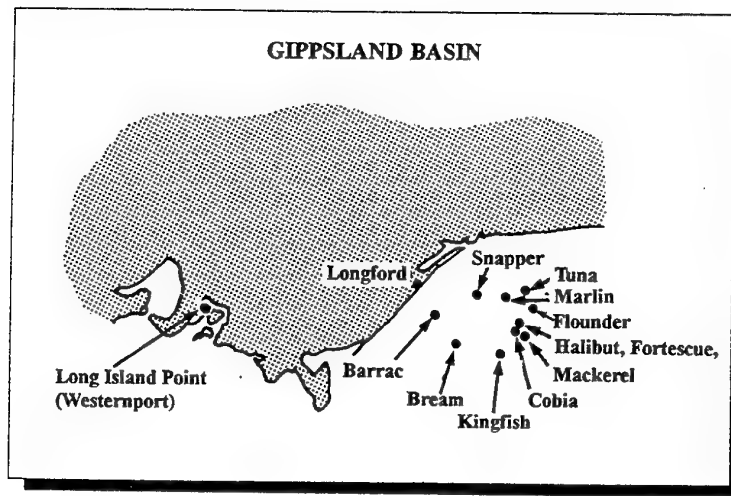 GIPPSLAND BASIN
Snapper
Longford
Tuna
Marlin
Flounder
Halibut, Fortescue,
Mackerel
Barrac
Long Island Point
(Westernport)
Bream
Cobia
Kingfish